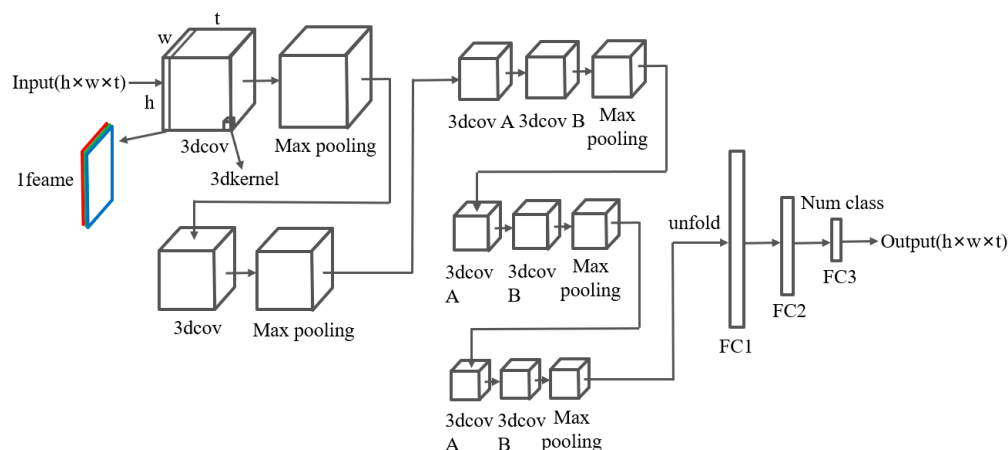 t
w
Input(h×w×t)
h
3dcov
Max pooling
1feame
3dkernel
3dcov
Max pooling
3dcov A
3dcov B
Max
pooling
3dcov
A
3dcov
B
Max
pooling
3dcov
A
3dcov
B
Max
pooling
unfold
FC1
FC2
Num class
FC3
Output(h×w×t)